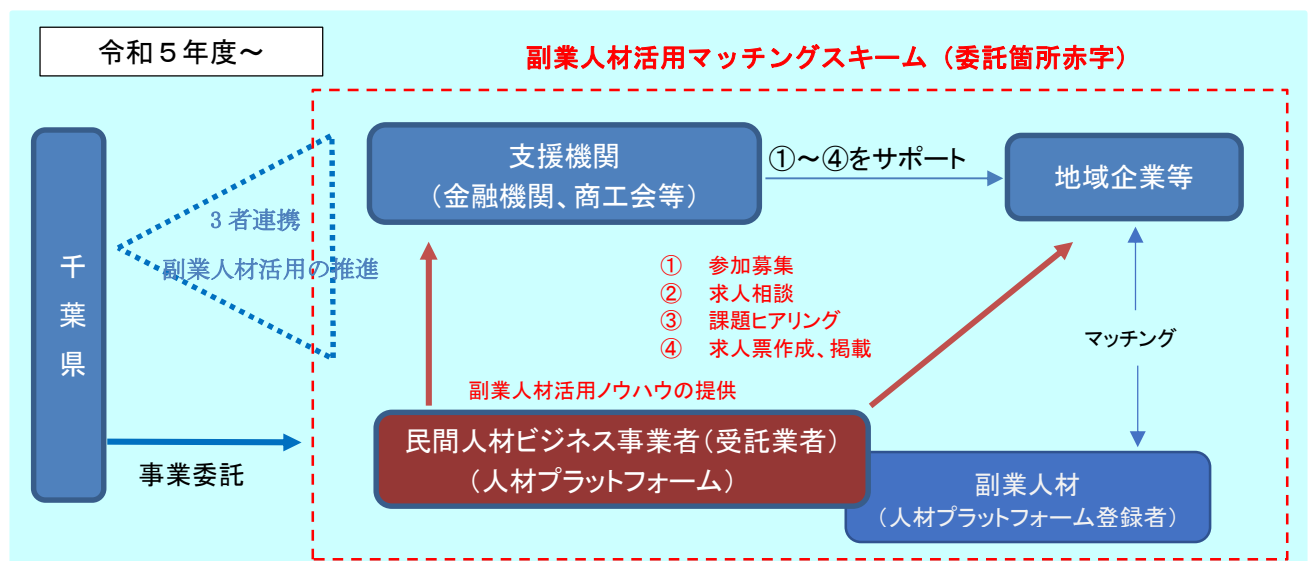 令和５年度～
副業人材活用マッチングスキーム（委託箇所赤字）
支援機関
（金融機関、商工会等）
①～④をサポート
地域企業等
3者連携
副業人材活用の推進
千葉県
① 参加募集
② 求人相談
③ 課題ヒアリング
④ 求人票作成、掲載
マッチング
副業人材活用ノウハウの提供
民間人材ビジネス事業者（受託業者）
（人材プラットフォーム）
事業委託
副業人材
（人材プラットフォーム登録者）